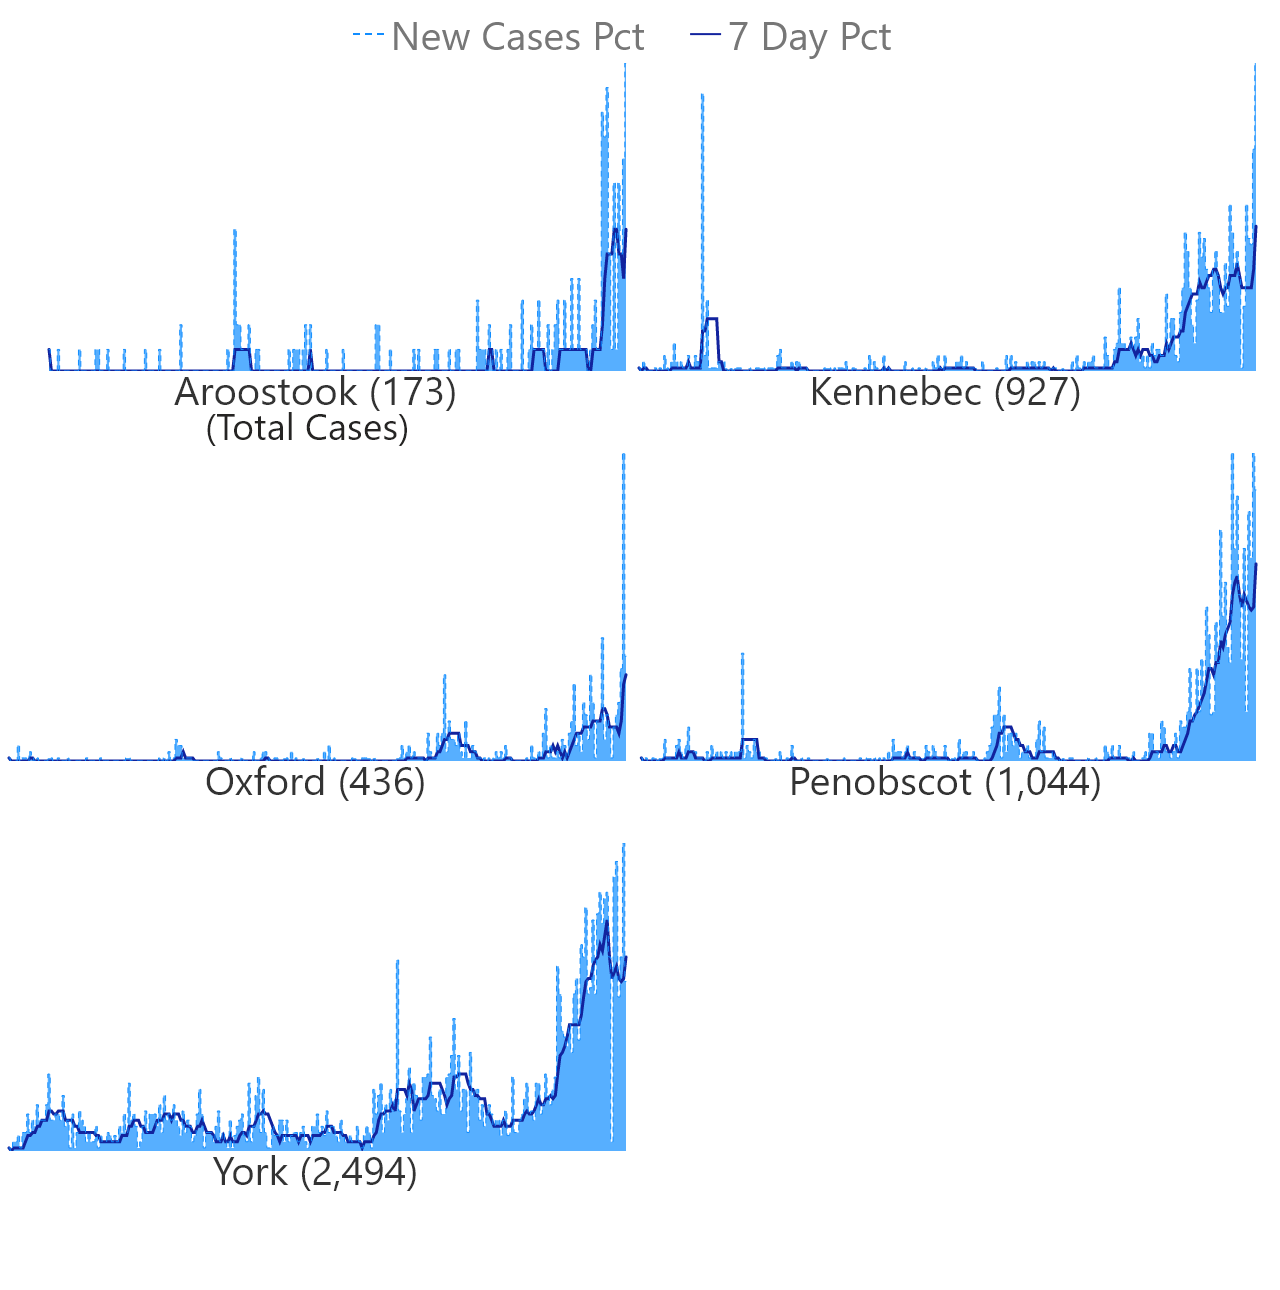 New Cases Pct 7 Day Pct
Aroostook (173) Kennebec (927)
(Total Cases)
Oxford (436) Penobscot (1,044)
York (2,494)